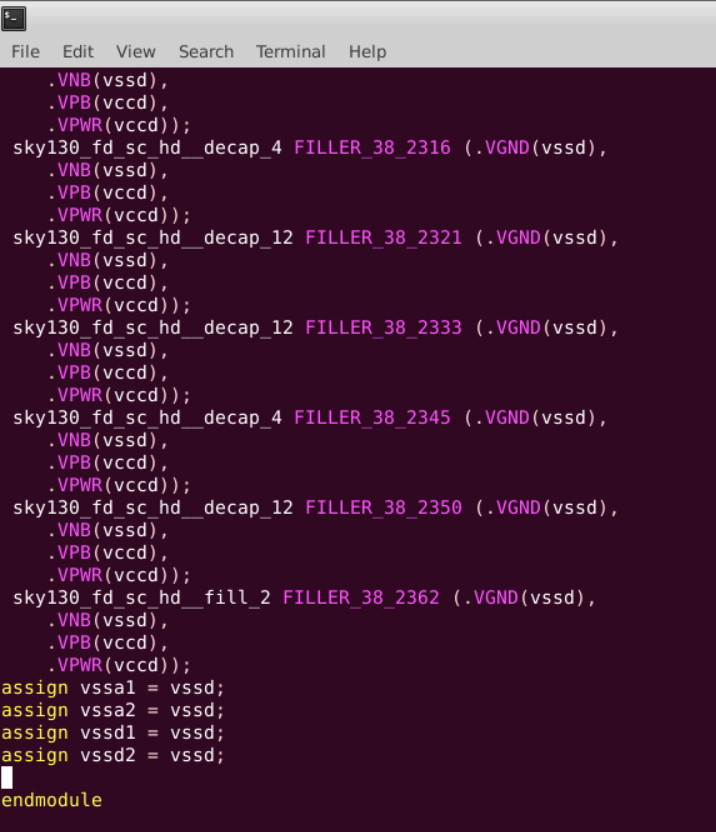 File Edit View Search Terminal Help
.VNB(vssd),
.VPB(vccd),
.VPWR(vccd));
sky130_fd_sc_hd__decap_4 FILLER_38_2316 (.VGND(vssd),
.VNB(vssd),
.VPB(vccd),
.VPWR(vccd));
sky130_fd_sc_hd__decap_12 FILLER_38_2321 (.VGND(vssd),
.VNB(vssd),
.VPB(vccd),
.VPWR(vccd));
sky130_fd_sc_hd__decap_12 FILLER_38_2333 (.VGND(vssd),
.VNB(vssd),
.VPB(vccd),
.VPWR(vccd));
sky130_fd_sc_hd__decap_4 FILLER_38_2345 (.VGND(vssd),
.VNB(vssd),
.VPB(vccd),
.VPWR(vccd));
sky130_fd_sc_hd__decap_12 FILLER_38_2350 (.VGND(vssd),
.VNB(vssd),
.VPB(vccd),
.VPWR(vccd));
sky130_fd_sc_hd__fill_2 FILLER_38_2362 (.VGND(vssd),
.VNB(vssd),
.VPB(vccd),
.VPWR(vccd));
assign vssa1 = vssd;
assign vssa2 = vssd;
assign vssd1 = vssd;
assign vssd2 = vssd;
endmodule